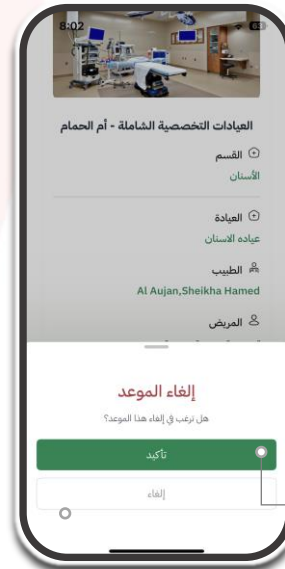 8:02
63
العيادات التخصصية الشاملة - أم الحمام
القسم
الأسنان
العيادة
عياده الاسنان
الطبيب
Al Aujan,Sheikha Hamed
المريض
إلغاء الموعد
هل ترغب في إلغاء هذا الموعد؟
تأكيد
إلغاء